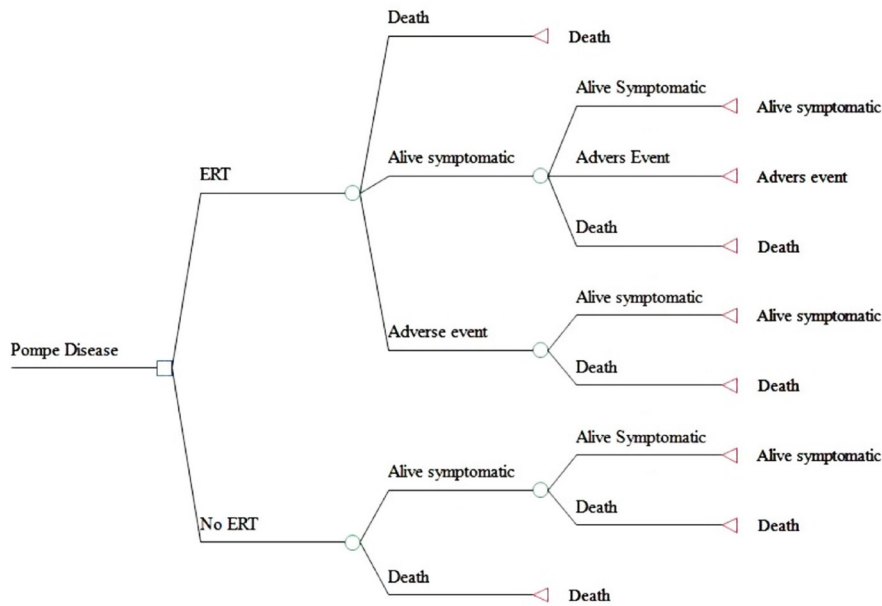 Death
Death
Alive Symptomatic
Alive symptomatic
ERT
Alive symptomatic
Advers Event
Advers event
Death
Death
Alive symptomatic
Alive symptomatic
Adverse event
Pompe Disease
Death
Death
Alive Symptomatic
Alive symptomatic
Alive symptomatic
Death
Death
No ERT
Death
Death